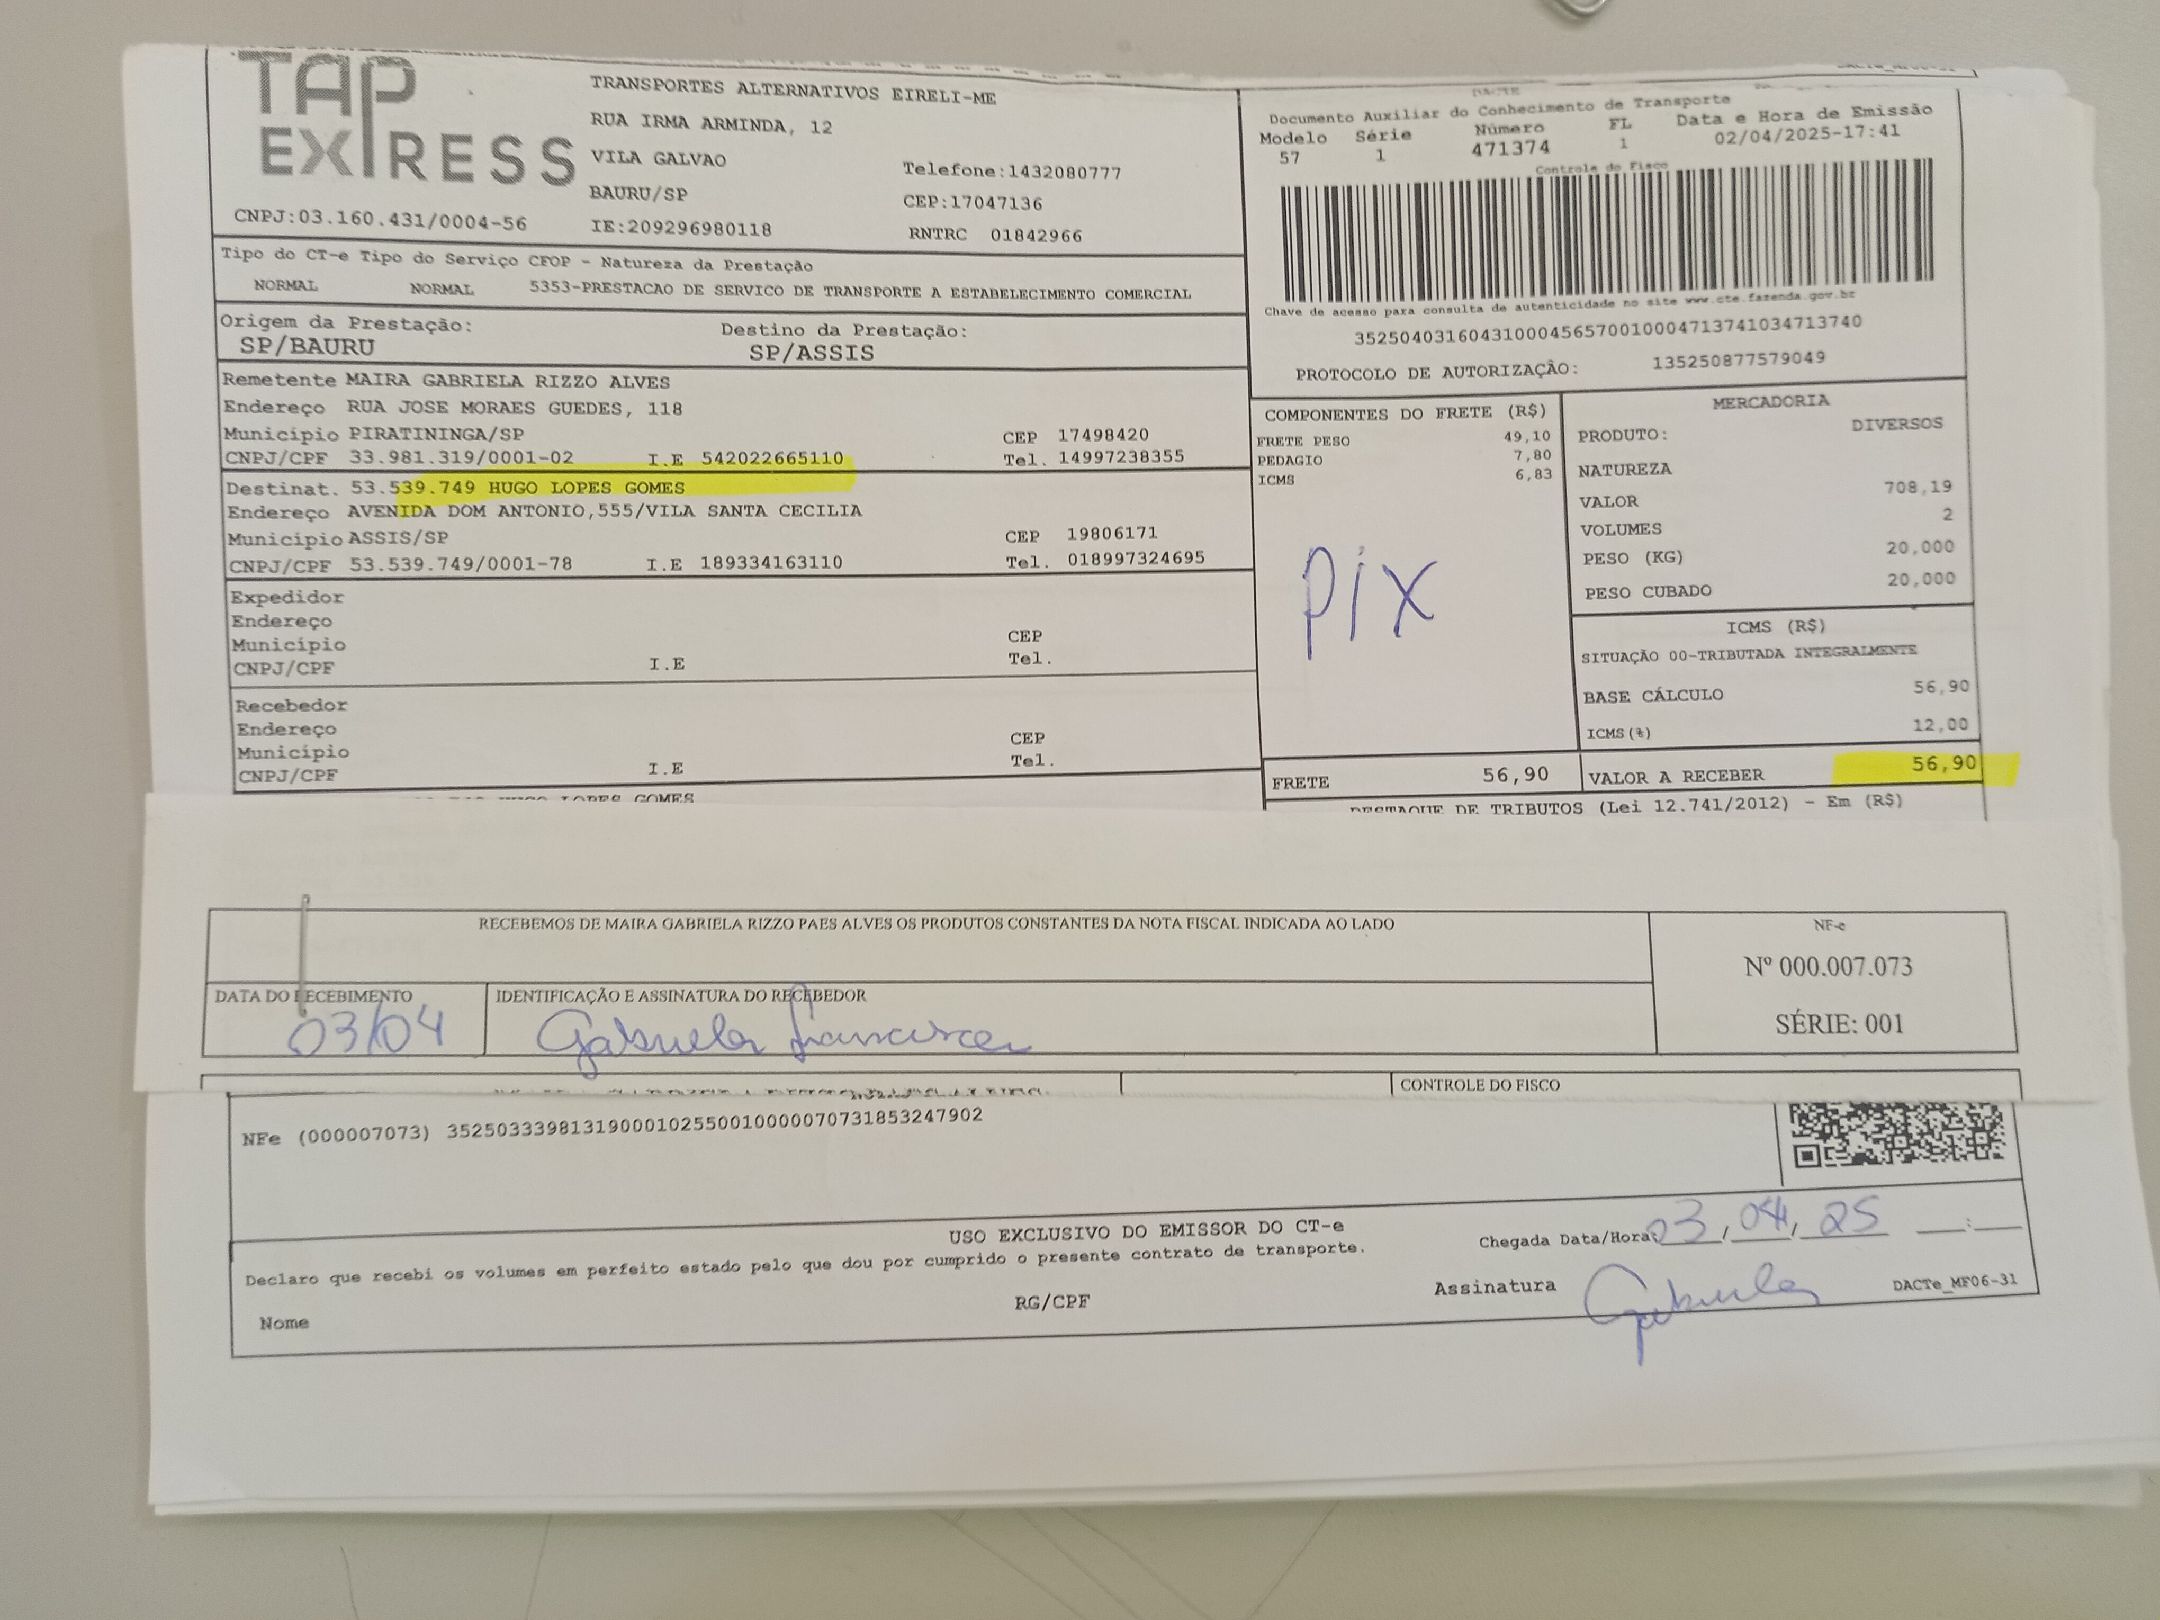 TAP EXPRESS
TRANSPORTES ALTERNATIVOS EIRELI-ME
RUA IRMA ARMINDA, 12
VILA GALVAO
Telefone:1432080777
BAURU/SP
CEP:17047136
CNPJ:03.160.431/0004-56
IE:209296980118
RNTRC 01842966
DACTE
Documento Auxiliar do Conhecimento de Transporte
Modelo Série Número FL Data e Hora de Emissão
57 1 471374 1 02/04/2025-17:41
Controle do Fisco
Chave de acesso para consulta de autenticidade no site www.cte.fazenda.gov.br
35250403160431000456570010004713741034713740
PROTOCOLO DE AUTORIZAÇÃO: 135250877579049
Tipo do CT-e Tipo do Serviço CFOP - Natureza da Prestação
NORMAL NORMAL 5353-PRESTACAO DE SERVICO DE TRANSPORTE A ESTABELECIMENTO COMERCIAL
Origem da Prestação: Destino da Prestação:
SP/BAURU SP/ASSIS
Remetente MAIRA GABRIELA RIZZO ALVES
Endereço RUA JOSE MORAES GUEDES, 118
Município PIRATININGA/SP CEP 17498420
CNPJ/CPF 33.981.319/0001-02 I.E 542022665110 Tel. 14997238355
Destinat. 53.539.749 HUGO LOPES GOMES
Endereço AVENIDA DOM ANTONIO,555/VILA SANTA CECILIA
Município ASSIS/SP CEP 19806171
CNPJ/CPF 53.539.749/0001-78 I.E 189334163110 Tel. 018997324695
Expedidor
Endereço
Município CEP
CNPJ/CPF I.E Tel.
Recebedor
Endereço
Município CEP
CNPJ/CPF I.E Tel.
LOPES GOMES
COMPONENTES DO FRETE (R$)
FRETE PESO 49,10
PEDAGIO 7,80
ICMS 6,83
PIX
MERCADORIA
PRODUTO: DIVERSOS
NATUREZA
VALOR 708,19
VOLUMES 2
PESO (KG) 20,000
PESO CUBADO 20,000
ICMS (R$)
SITUAÇÃO 00-TRIBUTADA INTEGRALMENTE
BASE CÁLCULO 56,90
ICMS(%) 12,00
FRETE 56,90 VALOR A RECEBER 56,90
DESTAQUE DE TRIBUTOS (Lei 12.741/2012) - Em (R$)
RECEBEMOS DE MAIRA GABRIELA RIZZO PAES ALVES OS PRODUTOS CONSTANTES DA NOTA FISCAL INDICADA AO LADO
NF-e
Nº 000.007.073
SÉRIE: 001
DATA DO RECEBIMENTO IDENTIFICAÇÃO E ASSINATURA DO RECEBEDOR
03/04 Gabriela Francisca
CONTROLE DO FISCO
NFe (000007073) 35250333981319000102550010000070731853247902
USO EXCLUSIVO DO EMISSOR DO CT-e
Declaro que recebi os volumes em perfeito estado pelo que dou por cumprido o presente contrato de transporte.
Chegada Data/Hora: 03/04/25 __:__
Nome RG/CPF Assinatura Gabriela DACTe_MF06-31